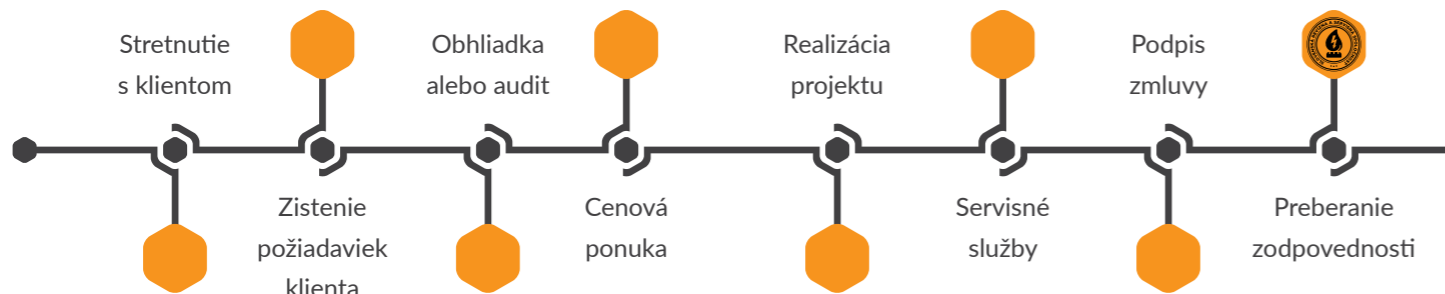 Stretnutie
s klientom
Zistenie
požiadaviek
klienta
Obhliadka
alebo audit
Cenová
ponuka
Realizácia
projektu
Servisné
služby
Podpis
zmluvy
Preberanie
zodpovednosti